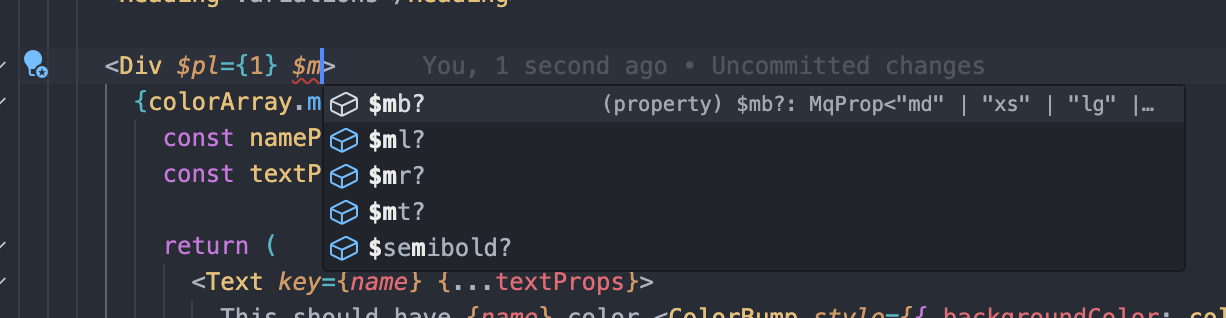 <Heading>Variations</Heading>
<Div $pl={1} $m> You, 1 second ago • Uncommitted changes
{colorArray.m
$mb? (property) $mb?: MqProp<"md" | "xs" | "lg" |…
const nameP
$ml?
const textP
$mr?
$mt?
return (
$semibold?
<Text key={name} {...textProps}>
This should have {name} color <ColorBump style={{ backgroundColor: co